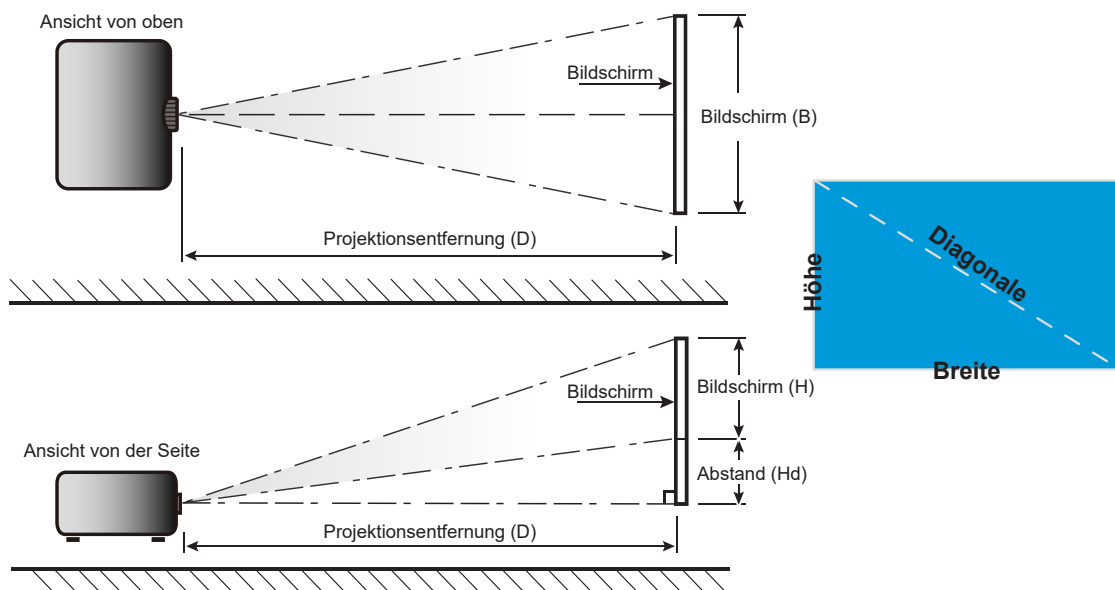 Ansicht von oben
Bildschirm
Bildschirm (B)
Projektionsentfernung (D)
Höhe
Diagonale
Breite
Bildschirm
Bildschirm (H)
Ansicht von der Seite
Abstand (Hd)
Projektionsentfernung (D)